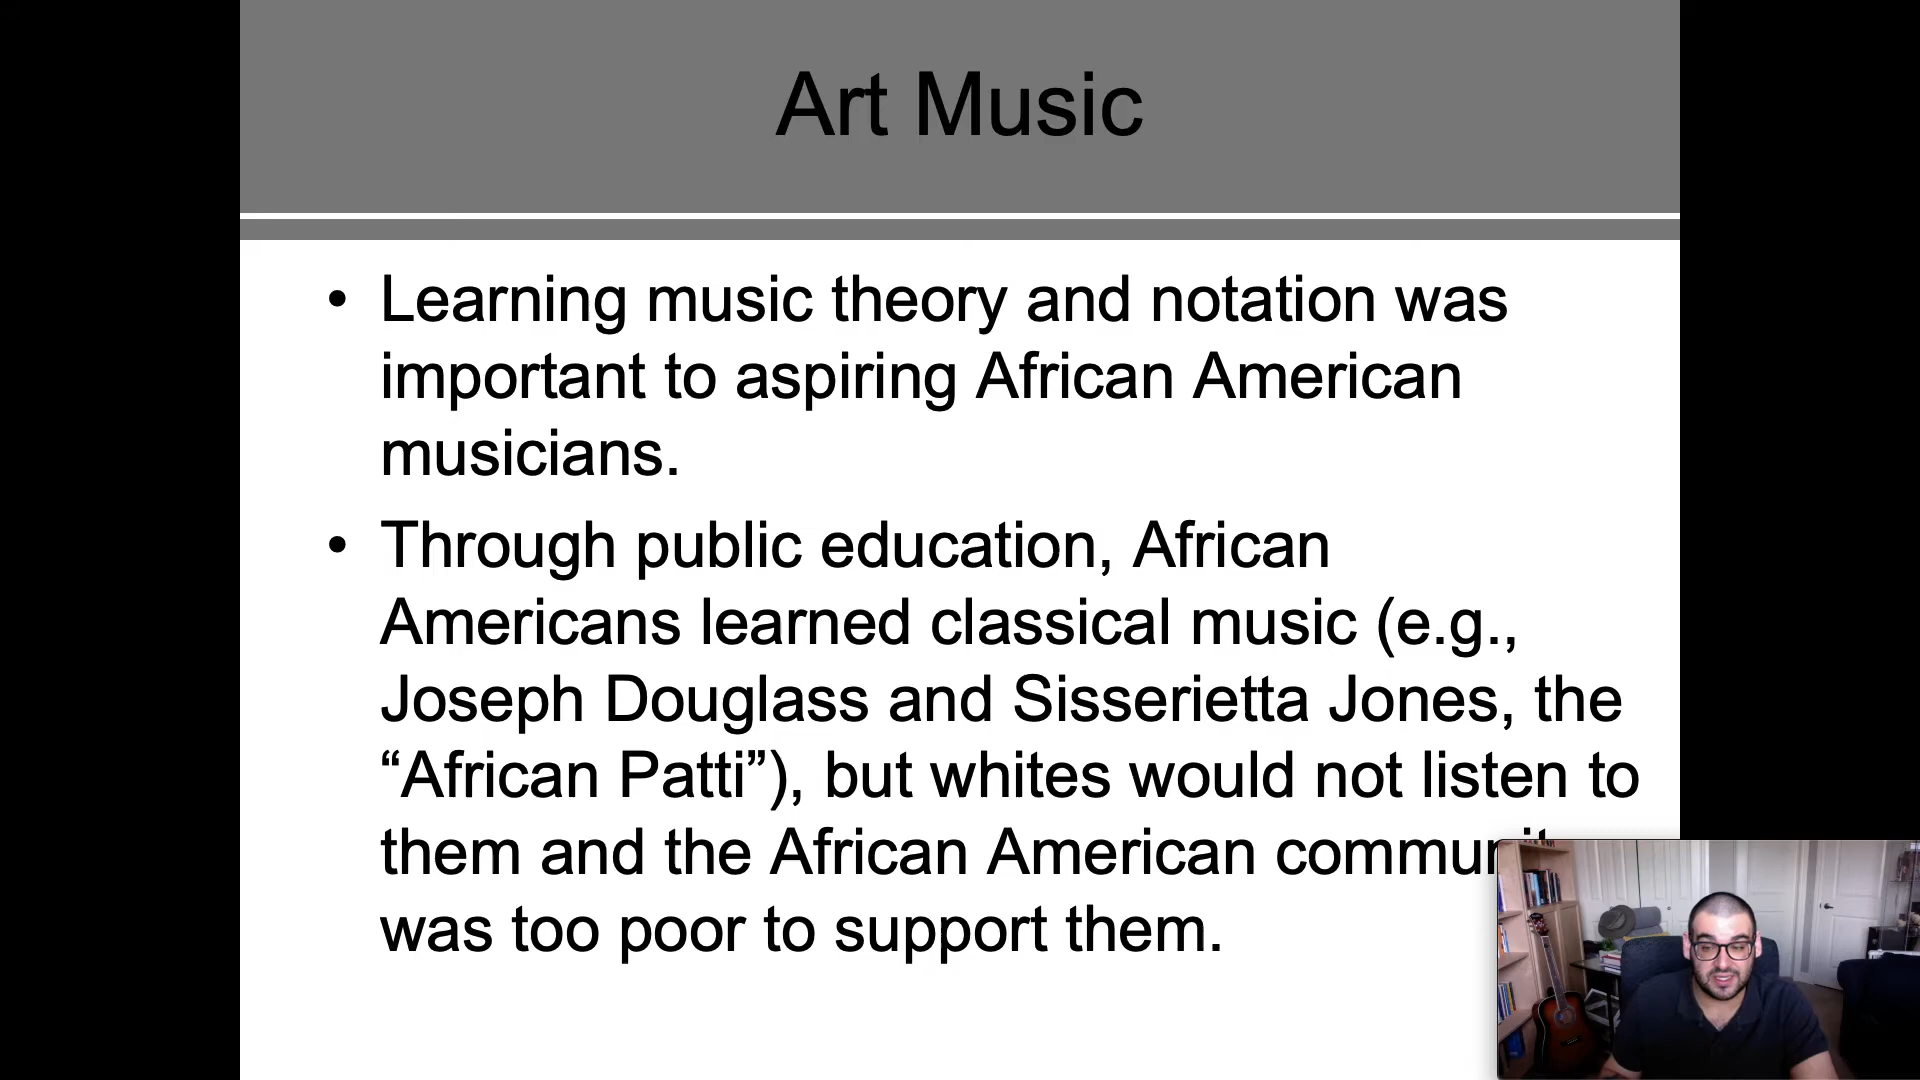 Art Music
• Learning music theory and notation was
important to aspiring African American
musicians.
• Through public education, African
Americans learned classical music (e.g.,
Joseph Douglass and Sisserietta Jones, the
“African Patti”), but whites would not listen to
them and the African American
was too poor to support them.